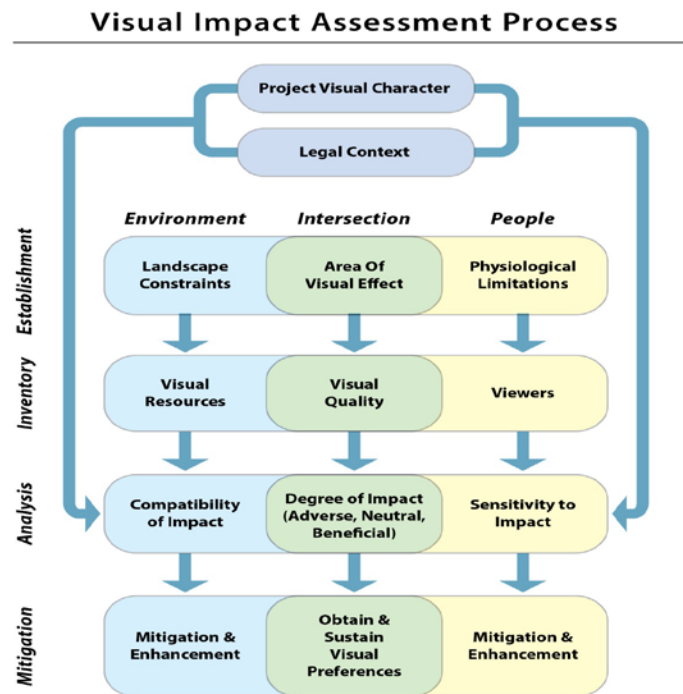 Visual Impact Assessment Process
Project Visual Character
Legal Context
Environment
Intersection
People
Establishment
Landscape
Constraints
Area Of
Visual Effect
Physiological
Limitations
Inventory
Visual
Resources
Visual
Quality
Viewers
Analysis
Compatibility
of Impact
Degree of Impact
(Adverse, Neutral,
Beneficial)
Sensitivity to
Impact
Mitigation
Mitigation &
Enhancement
Obtain &
Sustain
Visual
Preferences
Mitigation &
Enhancement